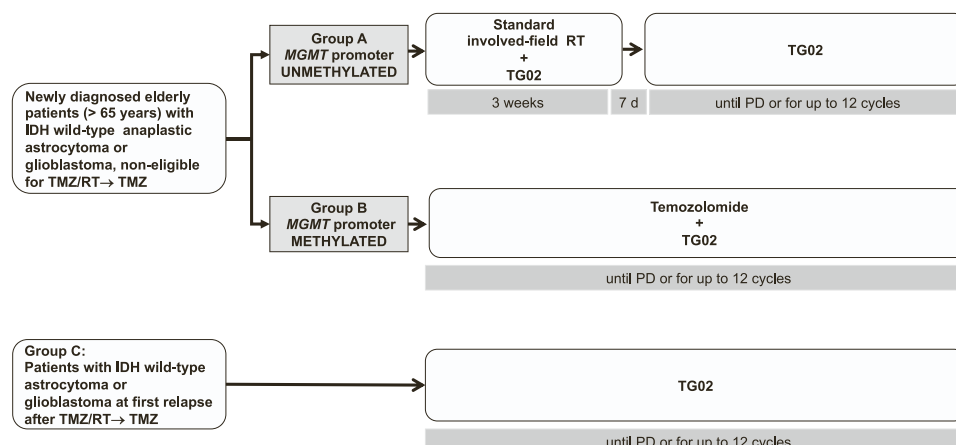 Newly diagnosed elderly
patients (> 65 years) with
IDH wild-type anaplastic
astrocytoma or
glioblastoma, non-eligible
for TMZ/RT→ TMZ
Group A
MGMT promoter
UNMETHYLATED
Standard
involved-field RT
+
TG02
TG02
3 weeks
7 d
until PD or for up to 12 cycles
Group B
MGMT promoter
METHYLATED
Temozolomide
+
TG02
until PD or for up to 12 cycles
Group C:
Patients with IDH wild-type
astrocytoma or
glioblastoma at first relapse
after TMZ/RT→ TMZ
TG02
until PD or for up to 12 cycles